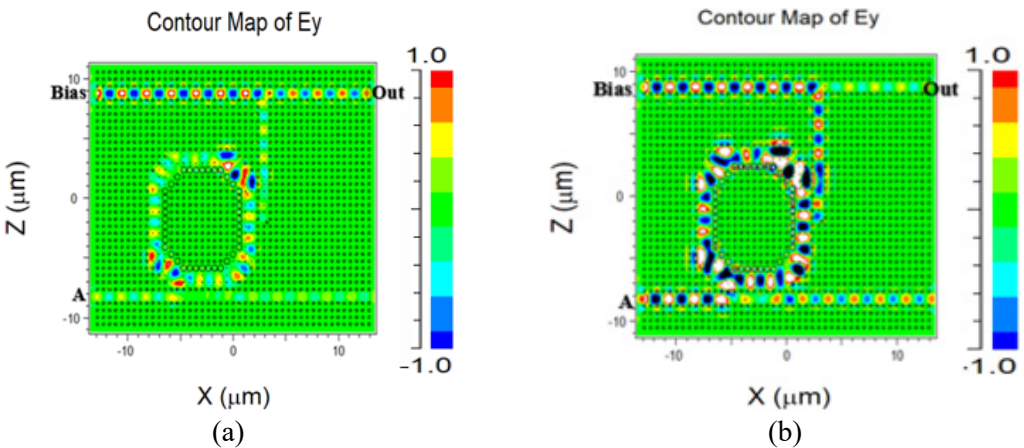 Contour Map of Ey
1.0
10
Bias
Out
Z (μm)
0
A
-10
-1.0
-10
0
10
X (μm)
(a)
Contour Map of Ey
1.0
10
Bias
Out
Z (μm)
0
A
-10
-1.0
-10
0
10
X (μm)
(b)